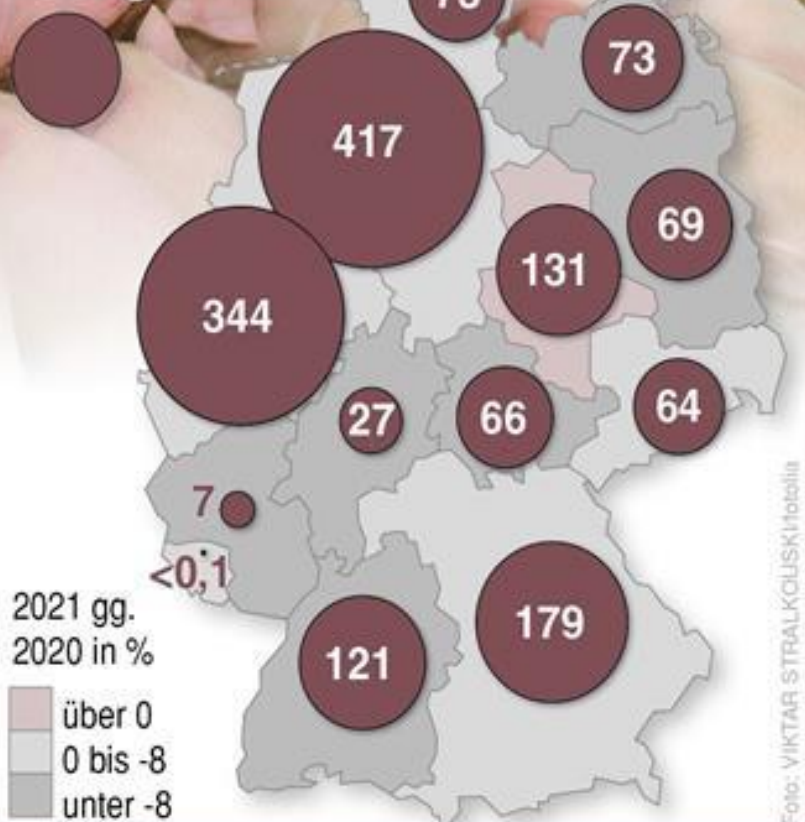 73
417
69
131
344
27
66
64
7
<0,1
2021 gg.
2020 in %
179
121
über 0
0 bis -8
unter -8
Foto: VIKTAR STRALKOUSKI/fotolia